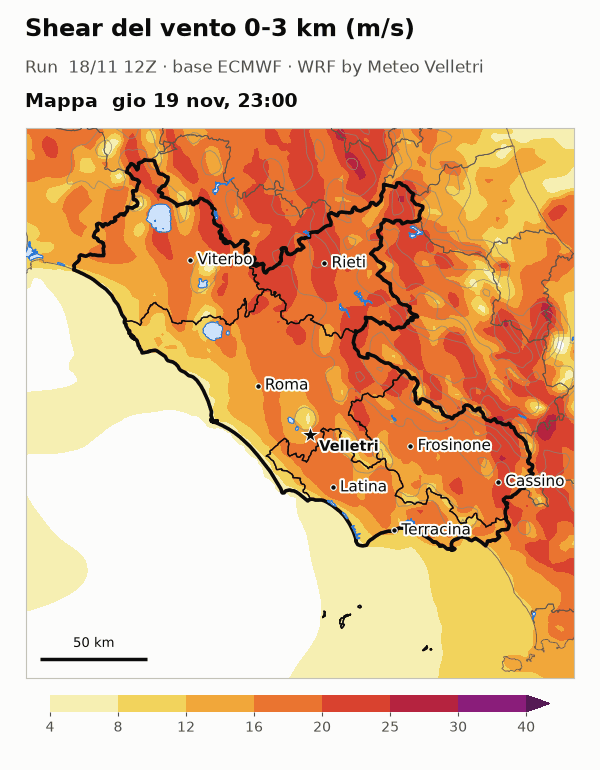 Shear del vento 0-3 km (m/s)
Run  18/11 12Z · base ECMWF · WRF by Meteo Velletri
Mappa  gio 19 nov, 23:00
Viterbo
Rieti
Roma
Velletri
Frosinone
Latina
Cassino
Terracina
50 km
4 8 12 16 20 25 30 40